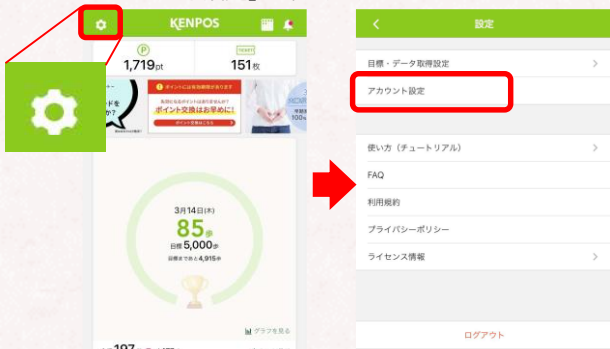 KENPOS
P
TICKET
1,719pt
151枚
ポイントには有効期限があります
ポイント交換はお早めに!
3月14日(木)
85歩
目標5,000歩
目標まであと4,915歩
グラフを見る
197
設定
目標・データ取得設定
アカウント設定
使い方（チュートリアル）
FAQ
利用規約
プライバシーポリシー
ライセンス情報
ログアウト